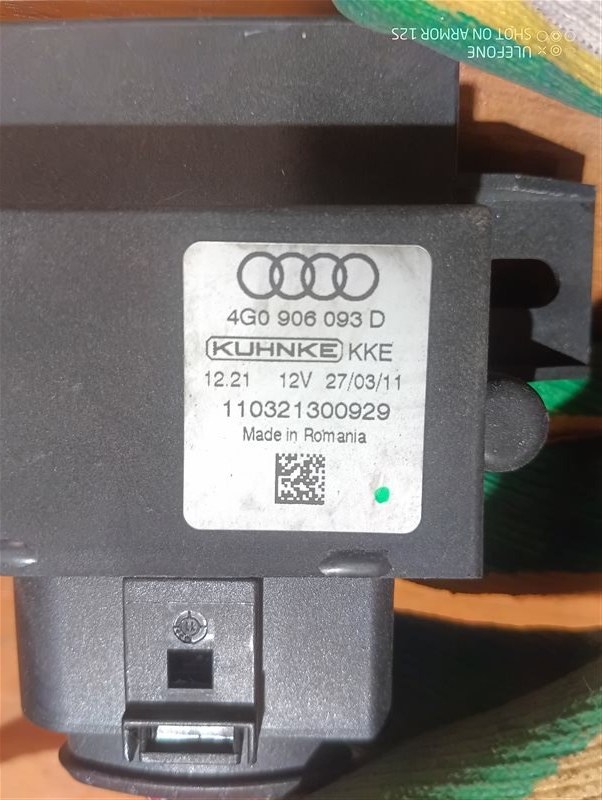 SHOT ON ARMOR 12S
ULEFONE
4G0 906 093 D
KUHNKE KKE
12.21 12V 27/03/11
110321300929
Made in Romania